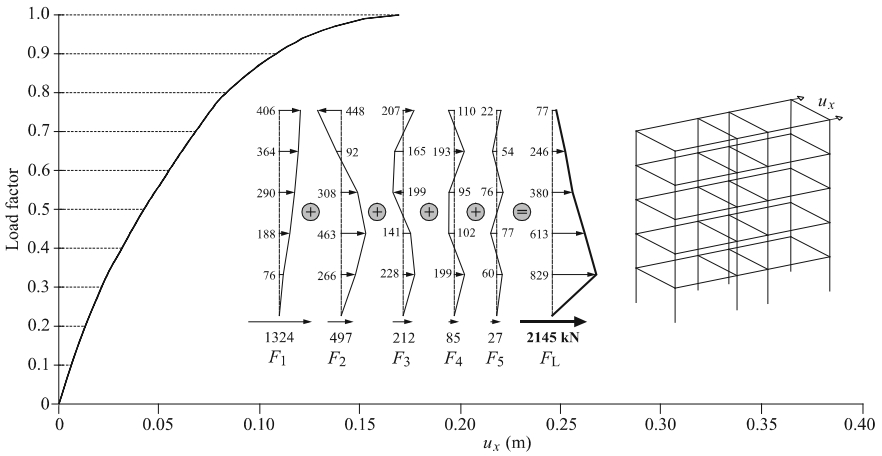 1.0
0.9
0.8
0.7
0.6
0.5
0.4
0.3
0.2
0.1
0
Load factor
406 448 207 110 22 77
364 92 165 193 54 246
290 308 199 95 76 380
188 463 141 102 77 613
76 266 228 199 60 829
+ + + + =
1324 497 212 85 27 2145 kN
F1 F2 F3 F4 F5 FL
ux
0 0.05 0.10 0.15 0.20 0.25 0.30 0.35 0.40
ux (m)